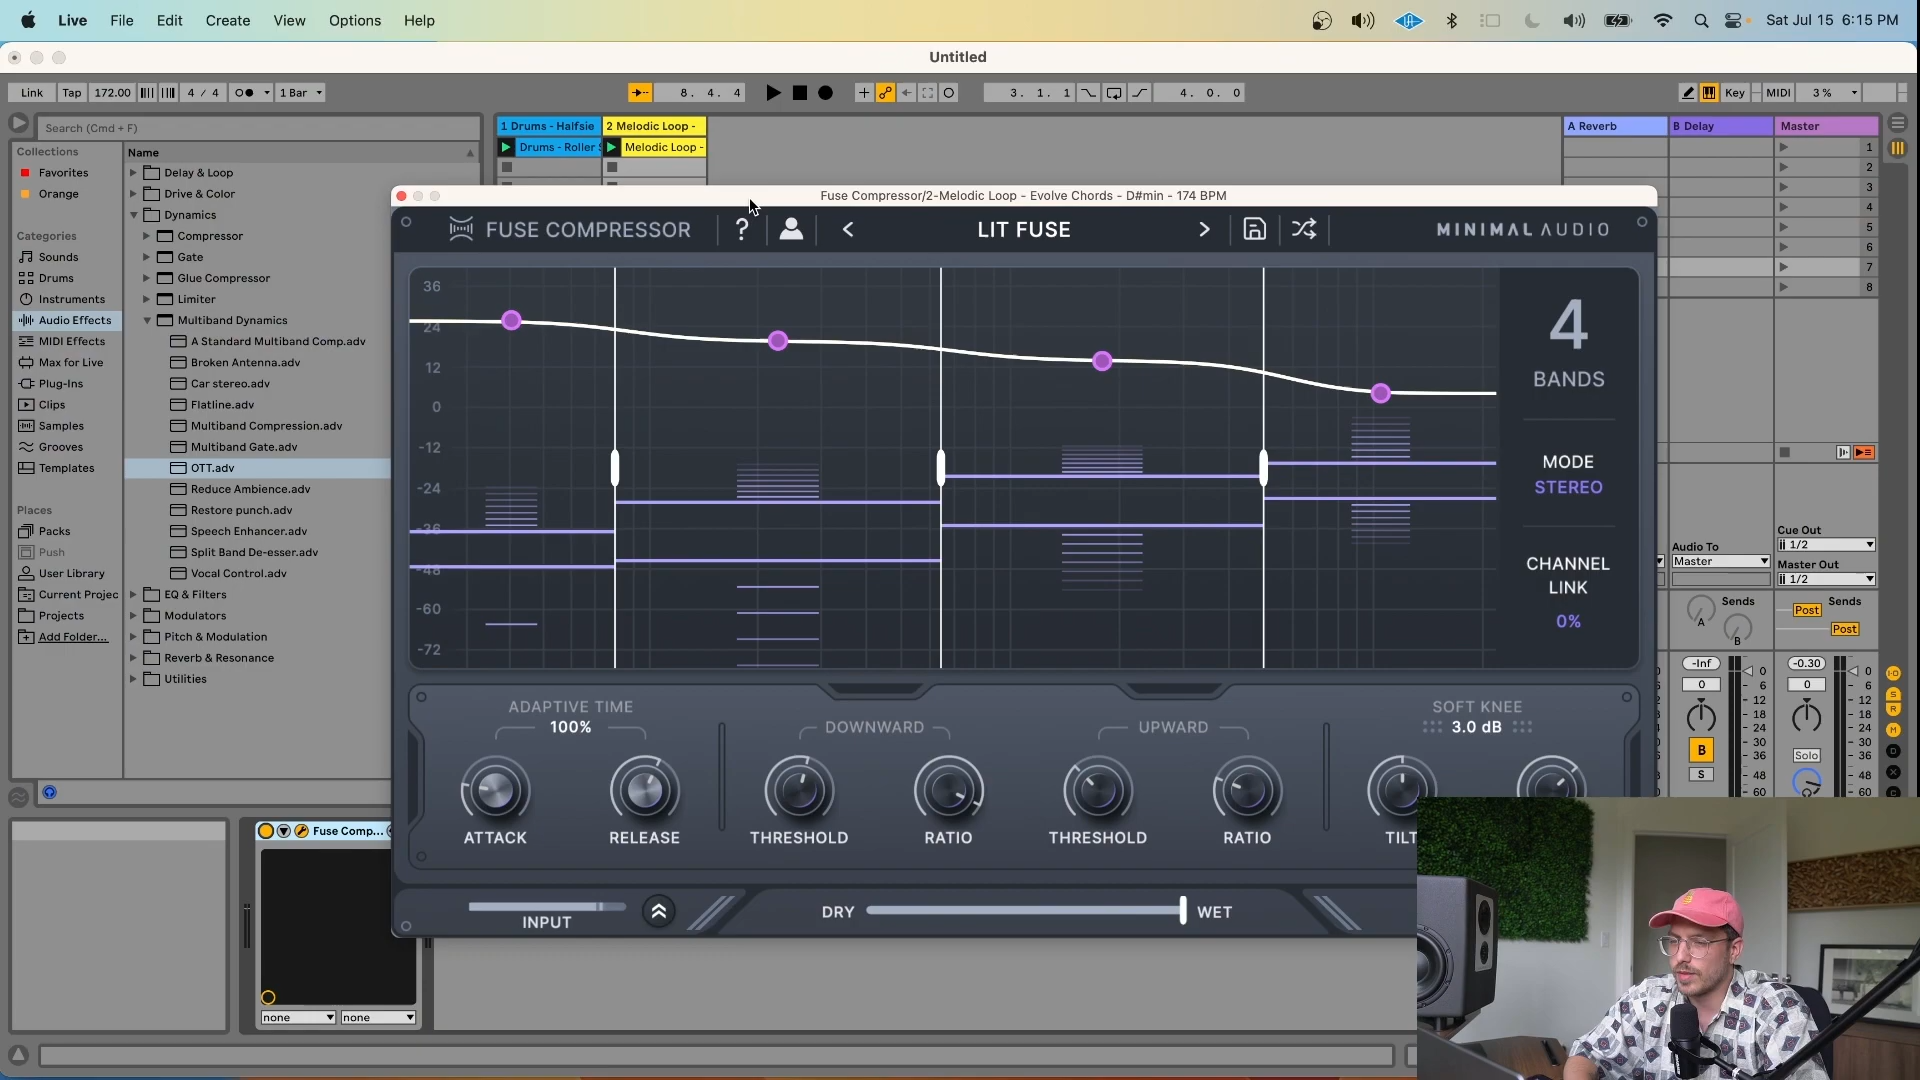 Live File Edit Create View Options Help
Sat Jul 15 6:15 PM
Untitled
Link Tap 172.00 4 / 4 1 Bar
8. 4. 4
3. 1. 1
4. 0. 0
Key MIDI 3 %
Search (Cmd + F)
1 Drums - Halfsie
2 Melodic Loop -
A Reverb
B Delay
Master
Drums - Roller S
Melodic Loop -
1
2
3
4
5
6
7
8
Collections
Favorites
Orange
Categories
Sounds
Drums
Instruments
Audio Effects
MIDI Effects
Max for Live
Plug-Ins
Clips
Samples
Grooves
Templates
Places
Packs
Push
User Library
Current Projec
Projects
Add Folder...
Name
Delay & Loop
Drive & Color
Dynamics
Compressor
Gate
Glue Compressor
Limiter
Multiband Dynamics
A Standard Multiband Comp.adv
Broken Antenna.adv
Car stereo.adv
Flatline.adv
Multiband Compression.adv
Multiband Gate.adv
OTT.adv
Reduce Ambience.adv
Restore punch.adv
Speech Enhancer.adv
Split Band De-esser.adv
Vocal Control.adv
EQ & Filters
Modulators
Pitch & Modulation
Reverb & Resonance
Utilities
Fuse Compressor/2-Melodic Loop - Evolve Chords - D#min - 174 BPM
FUSE COMPRESSOR
?
< LIT FUSE >
MINIMAL AUDIO
36
24
12
0
-12
-24
-36
-48
-60
-72
4
BANDS
MODE
STEREO
CHANNEL
LINK
0%
ADAPTIVE TIME
100%
ATTACK
RELEASE
DOWNWARD
THRESHOLD
RATIO
UPWARD
THRESHOLD
RATIO
SOFT KNEE
3.0 dB
TILT
INPUT
DRY
WET
Cue Out
1/2
Master Out
1/2
Audio To
Master
Sends
A
B
Sends
Post
Post
-Inf
0
B
S
0
6
12
18
24
30
36
48
60
-0.30
0
Solo
0
6
12
18
24
30
36
48
60
I-O
S
R
M
D
X
C
Fuse Comp...
none
none